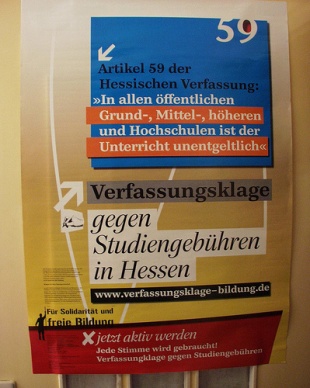 59
Artikel 59 der
Hessischen Verfassung:
»In allen öffentlichen
Grund-, Mittel-, höheren
und Hochschulen ist der
Unterricht unentgeltlich«
Verfassungsklage
gegen
Studiengebühren
in Hessen
www.verfassungsklage-bildung.de
Für Solidarität und
freie Bildung
jetzt aktiv werden
Jede Stimme wird gebraucht!
Verfassungklage gegen Studiengebühren